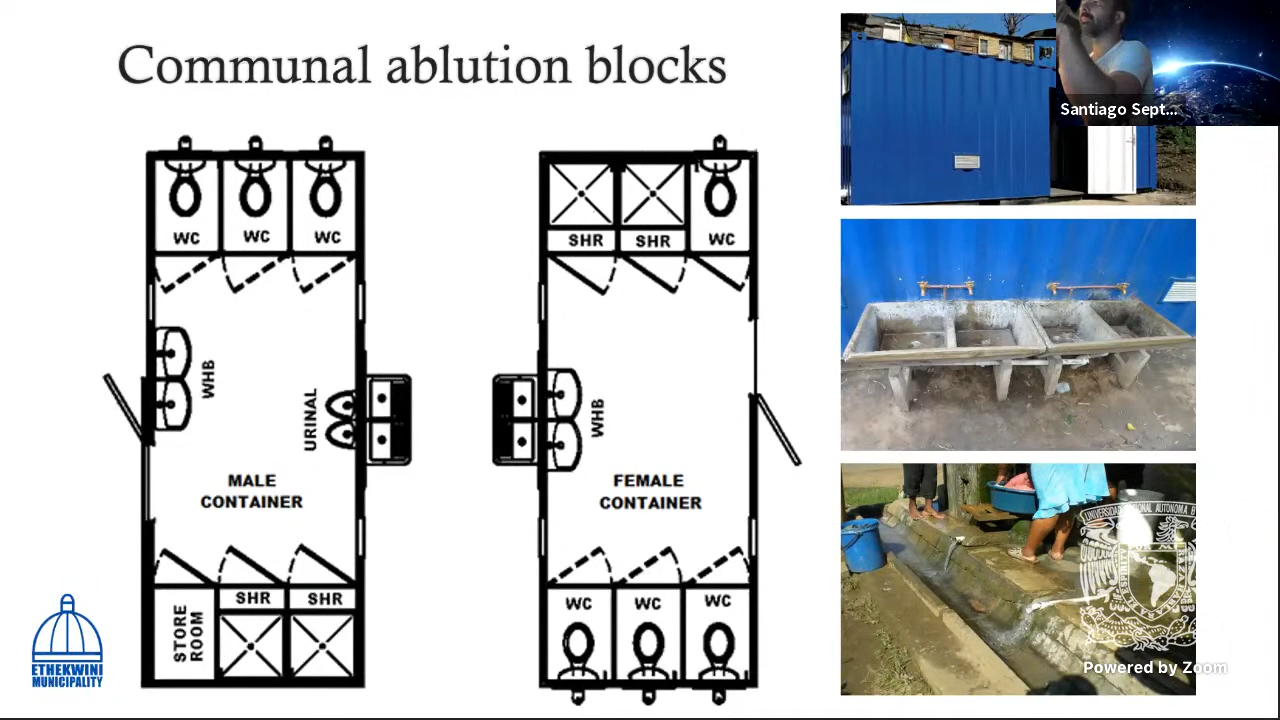 Communal ablution blocks
Santiago Sept...
WC
WC
WC
WHB
URINAL
MALE
CONTAINER
STORE
ROOM
SHR
SHR
SHR
SHR
WC
WHB
FEMALE
CONTAINER
WC
WC
WC
ETHEKWINI
MUNICIPALITY
Powered by Zoom